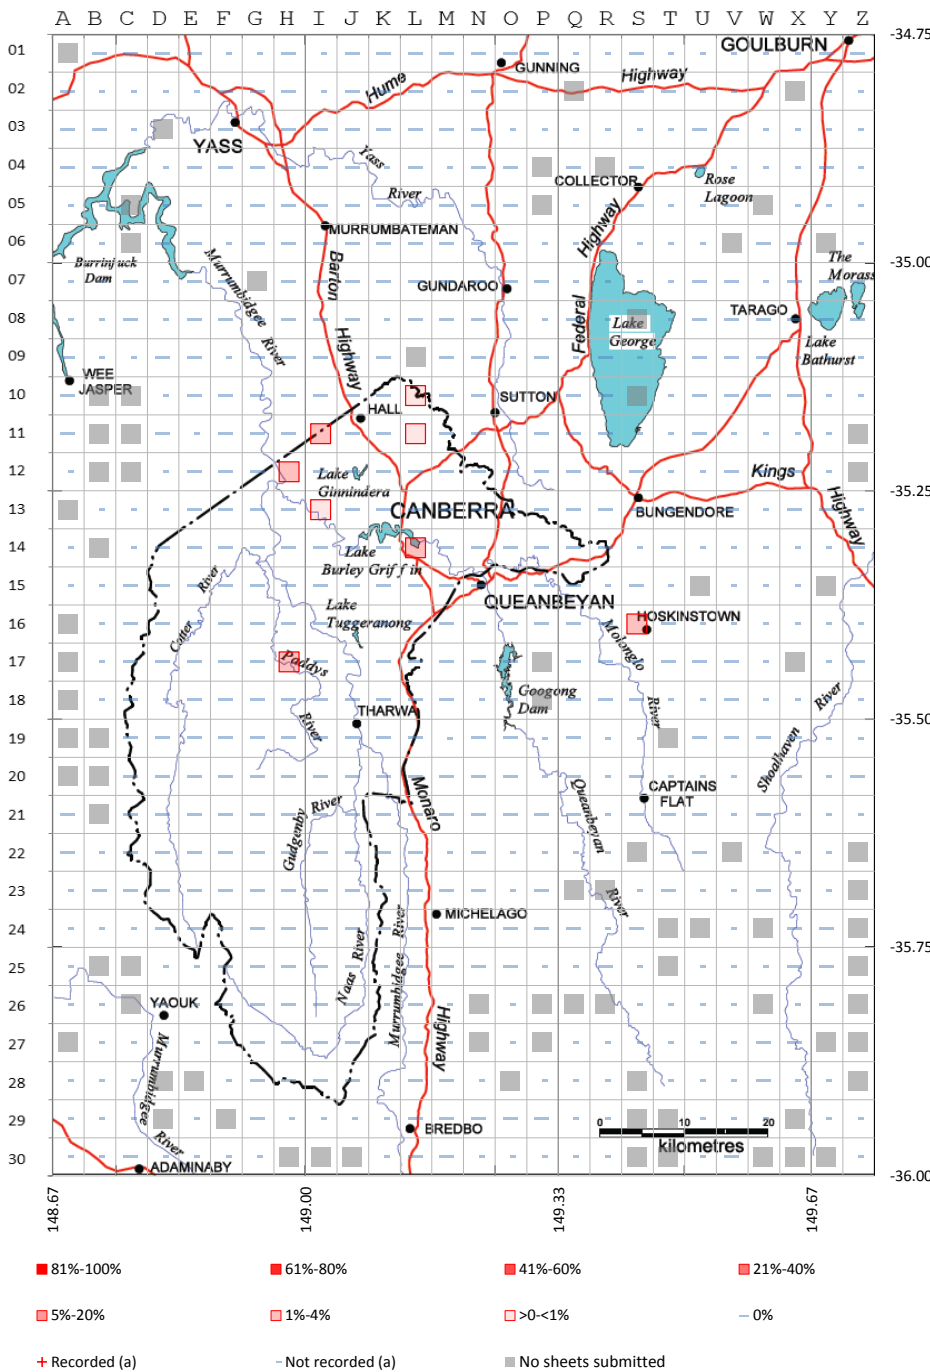 A B C D E F G H I J K L M N O P Q R S T U V W X Y Z
01
02
03
04
05
06
07
08
09
10
11
12
13
14
15
16
17
18
19
20
21
22
23
24
25
26
27
28
29
30
-34.75
-35.00
-35.25
-35.50
-35.75
-36.00
148.67
149.00
149.33
149.67
GOULBURN
GUNNING
Hume
Highway
YASS
Yass
River
COLLECTOR
Rose
Lagoon
MURRUMBATEMAN
Burrinjuck
Dam
Murrumbidgee
River
Barton
Highway
GUNDAROO
Federal
Highway
The
Morass
TARAGO
Lake
George
Lake
Bathurst
WEE
JASPER
HALL
SUTTON
Lake
Ginnindera
Kings
Highway
CANBERRA
BUNGENDORE
Lake
Burley Griffin
QUEANBEYAN
Cotter
River
Lake
Tuggeranong
HOSKINSTOWN
Molonglo
River
Paddys
River
Googong
Dam
THARWA
Shoalhaven
River
CAPTAINS
FLAT
Monaro
Highway
Gudgenby
River
Queanbeyan
River
MICHELAGO
Naas
River
Murrumbidgee
River
YAOUK
Murrumbidgee
River
BREDBO
ADAMINABY
0 10 20
kilometres
81%-100% 61%-80% 41%-60% 21%-40%
5%-20% 1%-4% >0-<1% 0%
Recorded (a) Not recorded (a) No sheets submitted